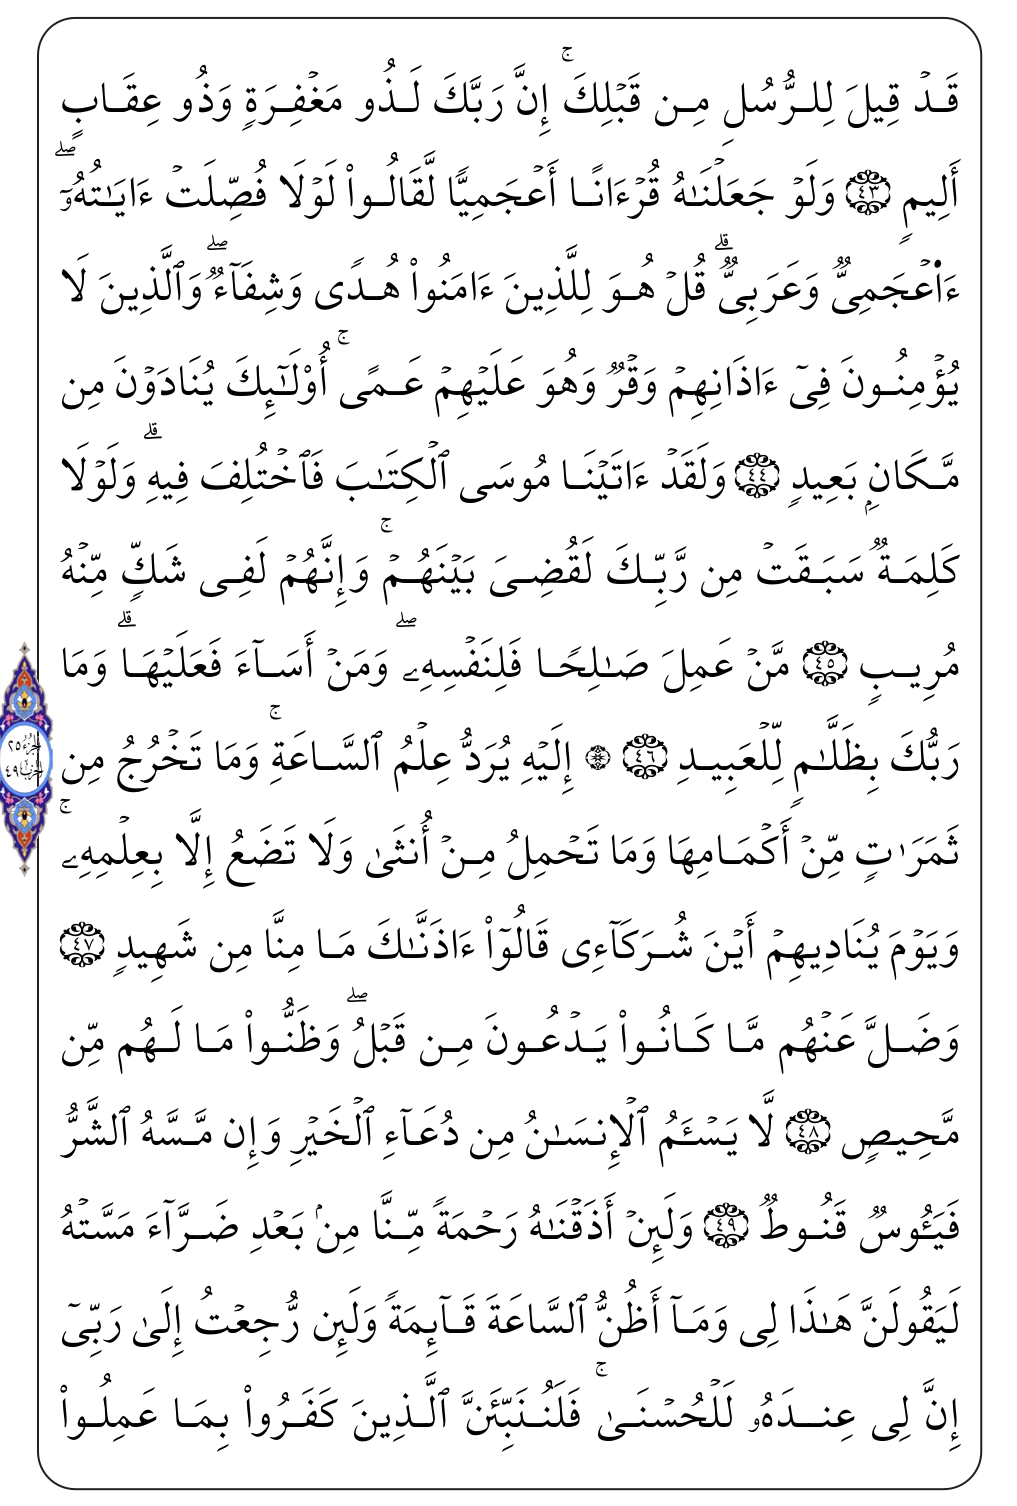 قَدۡ قِيلَ لِلرُّسُلِ مِن قَبۡلِكَۚ إِنَّ رَبَّكَ لَذُو مَغۡفِرَةٖ وَذُو عِقَابٍ
أَلِيمٖ ٤٣ وَلَوۡ جَعَلۡنَٰهُ قُرۡءَانًا أَعۡجَمِيّٗا لَّقَالُواْ لَوۡلَا فُصِّلَتۡ ءَايَٰتُهُۥٓۖ
ءَا۬عۡجَمِيّٞ وَعَرَبِيّٞۗ قُلۡ هُوَ لِلَّذِينَ ءَامَنُواْ هُدٗى وَشِفَآءٞۖ وَٱلَّذِينَ لَا
يُؤۡمِنُونَ فِيٓ ءَاذَانِهِمۡ وَقۡرٞ وَهُوَ عَلَيۡهِمۡ عَمًىۚ أُوْلَٰٓئِكَ يُنَادَوۡنَ مِن
مَّكَانِۭ بَعِيدٖ ٤٤ وَلَقَدۡ ءَاتَيۡنَا مُوسَى ٱلۡكِتَٰبَ فَٱخۡتُلِفَ فِيهِۗ وَلَوۡلَا
كَلِمَةٞ سَبَقَتۡ مِن رَّبِّكَ لَقُضِيَ بَيۡنَهُمۡۚ وَإِنَّهُمۡ لَفِي شَكّٖ مِّنۡهُ
مُرِيبٖ ٤٥ مَّنۡ عَمِلَ صَٰلِحٗا فَلِنَفۡسِهِۦۖ وَمَنۡ أَسَآءَ فَعَلَيۡهَاۗ وَمَا
رَبُّكَ بِظَلَّٰمٖ لِّلۡعَبِيدِ ٤٦ ۞ إِلَيۡهِ يُرَدُّ عِلۡمُ ٱلسَّاعَةِۚ وَمَا تَخۡرُجُ مِن
ثَمَرَٰتٖ مِّنۡ أَكۡمَامِهَا وَمَا تَحۡمِلُ مِنۡ أُنثَىٰ وَلَا تَضَعُ إِلَّا بِعِلۡمِهِۦۚ
وَيَوۡمَ يُنَادِيهِمۡ أَيۡنَ شُرَكَآءِي قَالُوٓاْ ءَاذَنَّٰكَ مَا مِنَّا مِن شَهِيدٖ ٤٧
وَضَلَّ عَنۡهُم مَّا كَانُواْ يَدۡعُونَ مِن قَبۡلُۖ وَظَنُّواْ مَا لَهُم مِّن
مَّحِيصٖ ٤٨ لَّا يَسۡـَٔمُ ٱلۡإِنسَٰنُ مِن دُعَآءِ ٱلۡخَيۡرِ وَإِن مَّسَّهُ ٱلشَّرُّ
فَيَـُٔوسٞ قَنُوطٞ ٤٩ وَلَئِنۡ أَذَقۡنَٰهُ رَحۡمَةٗ مِّنَّا مِنۢ بَعۡدِ ضَرَّآءَ مَسَّتۡهُ
لَيَقُولَنَّ هَٰذَا لِي وَمَآ أَظُنُّ ٱلسَّاعَةَ قَآئِمَةٗ وَلَئِن رُّجِعۡتُ إِلَىٰ رَبِّيٓ
إِنَّ لِي عِندَهُۥ لَلۡحُسۡنَىٰۚ فَلَنُنَبِّئَنَّ ٱلَّذِينَ كَفَرُواْ بِمَا عَمِلُواْ
الجزء ٢٥
الحزب ٤٩